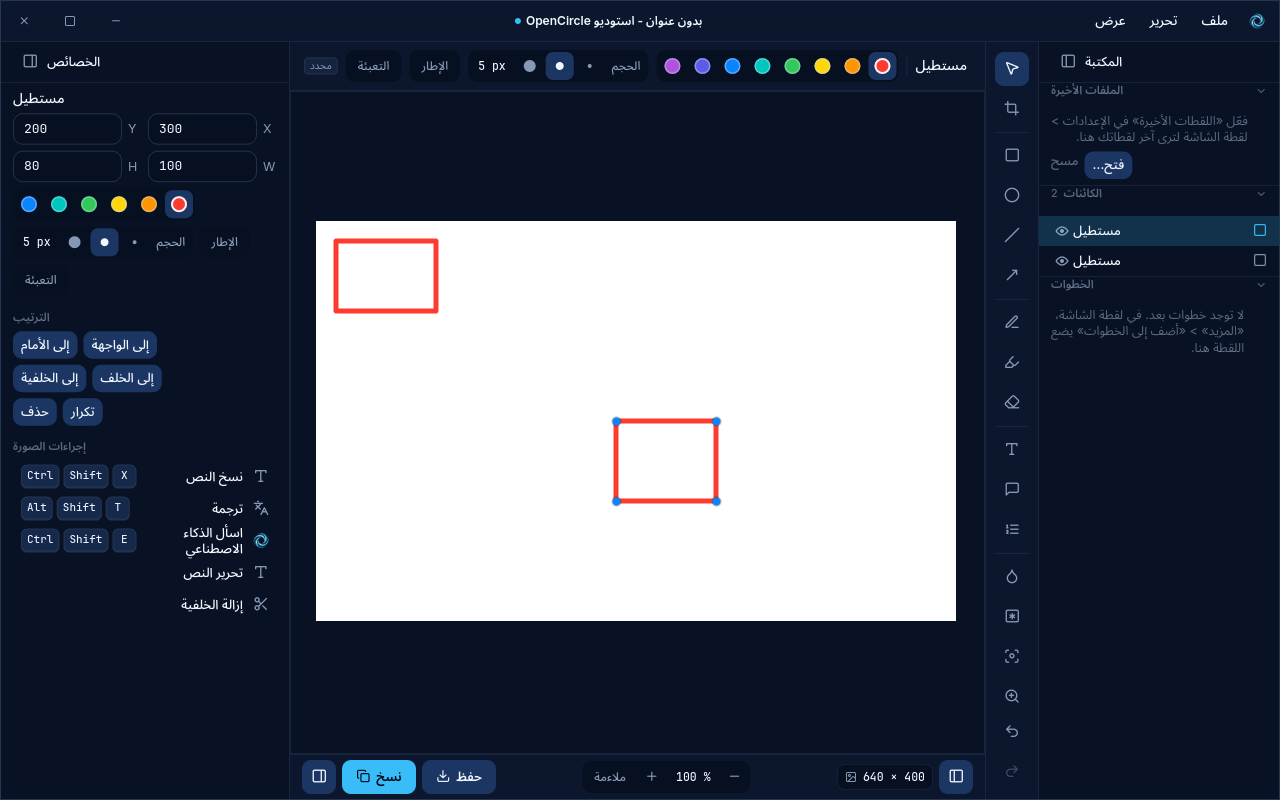 ملف
تحرير
عرض
بدون عنوان - استوديو OpenCircle
المكتبة
الملفات الأخيرة
فعّل «اللقطات الأخيرة» في الإعدادات >
لقطة الشاشة لترى آخر لقطاتك هنا.
فتح...
مسح
الكائنات 2
مستطيل
مستطيل
الخطوات
لا توجد خطوات بعد. في لقطة الشاشة،
«المزيد» > «أضف إلى الخطوات» يضع
اللقطة هنا.
مستطيل
الحجم
5 px
الإطار
التعبئة
محدد
640 × 400
100 %
ملاءمة
حفظ
نسخ
الخصائص
مستطيل
X 300
Y 200
W 100
H 80
الإطار
الحجم
5 px
التعبئة
الترتيب
إلى الواجهة
إلى الأمام
إلى الخلف
إلى الخلفية
تكرار
حذف
إجراءات الصورة
نسخ النص Ctrl Shift X
ترجمة Alt Shift T
اسأل الذكاء
الاصطناعي
Ctrl Shift E
تحرير النص
إزالة الخلفية